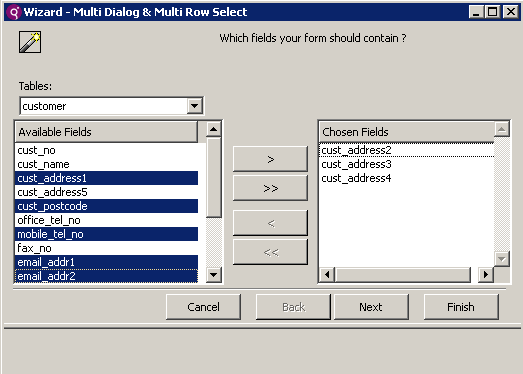 Wizard - Multi Dialog & Multi Row Select
Which fields your form should contain ?
Tables:
customer
Available Fields
cust_no
cust_name
cust_address1
cust_address5
cust_postcode
office_tel_no
mobile_tel_no
fax_no
email_addr1
email_addr2
>
>>
<
<<
Chosen Fields
cust_address2
cust_address3
cust_address4
Cancel
Back
Next
Finish